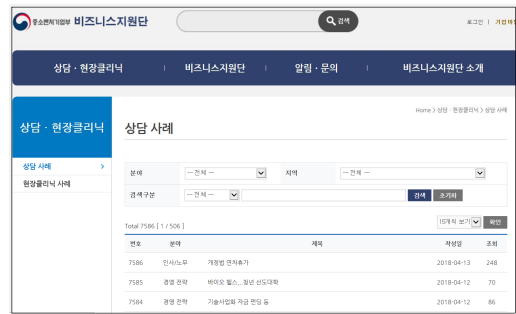 중소벤처기업부 비즈니스지원단
검색
로그인 | 기업마
상담 · 현장클리닉 | 비즈니스지원단 | 알림 · 문의 | 비즈니스지원단 소개
Home > 상담 · 현장클리닉 > 상담 사례
상담 · 현장클리닉
상담 사례
상담 사례 >
현장클리닉 사례
분야 -- 전체 -- 지역 -- 전체 --
검색구분 -- 전체 -- 검색 초기화
Total 7586 [ 1 / 506 ] 15개씩 보기 확인
번호 분야 제목 작성일 조회
7586 인사/노무 개정법 연차휴가 2018-04-13 248
7585 경영 전략 바이오 헬스,,,청년 선도대학 2018-04-12 70
7584 경영 전략 기술사업화 자금 펀딩 등 2018-04-12 86